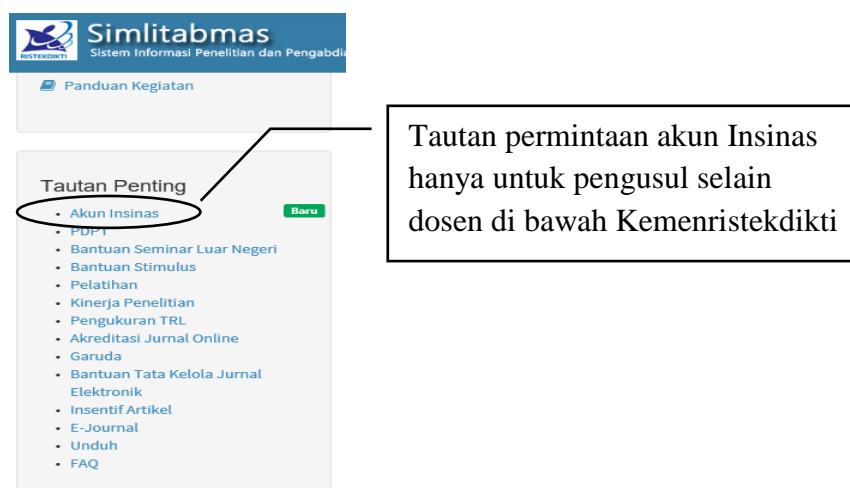 Simlitabmas
RISTEKDIKTI
Sistem Informasi Penelitian dan Pengabdia
Panduan Kegiatan
Tautan Penting
Akun Insinas Baru
PDPT
Bantuan Seminar Luar Negeri
Bantuan Stimulus
Pelatihan
Kinerja Penelitian
Pengukuran TRL
Akreditasi Jurnal Online
Garuda
Bantuan Tata Kelola Jurnal
Elektronik
Insentif Artikel
E-Journal
Unduh
FAQ
Tautan permintaan akun Insinas
hanya untuk pengusul selain
dosen di bawah Kemenristekdikti